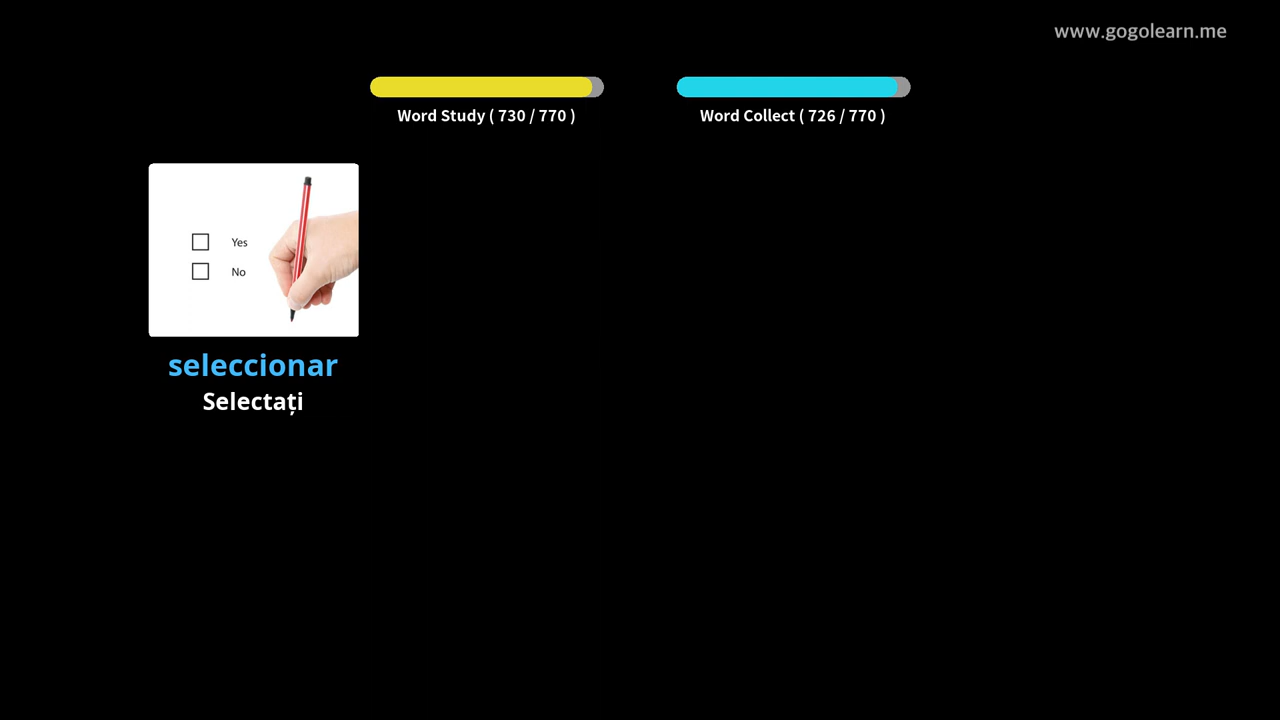 www.gogolearn.me
Word Study ( 730 / 770 )
Word Collect ( 726 / 770 )
Yes
No
seleccionar
Selectați